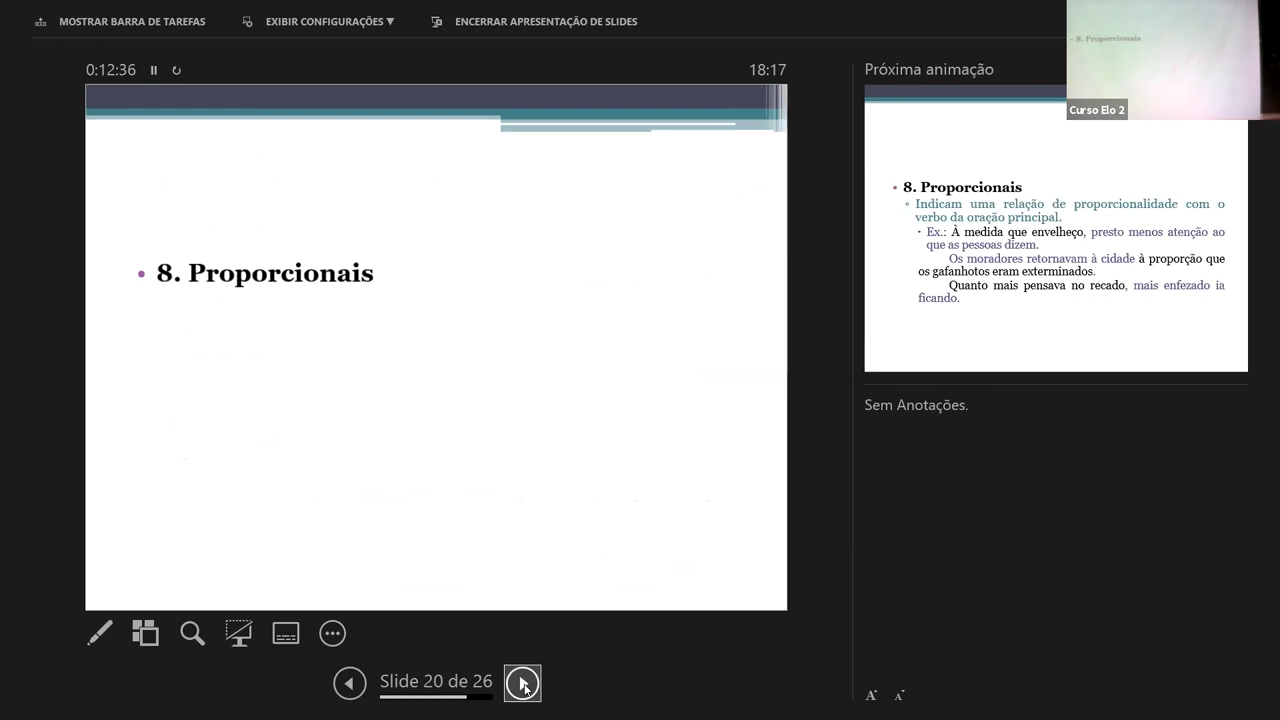 MOSTRAR BARRA DE TAREFAS
EXIBIR CONFIGURAÇÕES ▼
ENCERRAR APRESENTAÇÃO DE SLIDES
0:12:36
18:17
• 8. Proporcionais
Slide 20 de 26
Próxima animação
• 8. Proporcionais
Curso Elo 2
• 8. Proporcionais
Indicam uma relação de proporcionalidade com o
verbo da oração principal.
• Ex.: À medida que envelheço, presto menos atenção ao
que as pessoas dizem.
Os moradores retornavam à cidade à proporção que
os gafanhotos eram exterminados.
Quanto mais pensava no recado, mais enfezado ia
ficando.
Sem Anotações.
A A